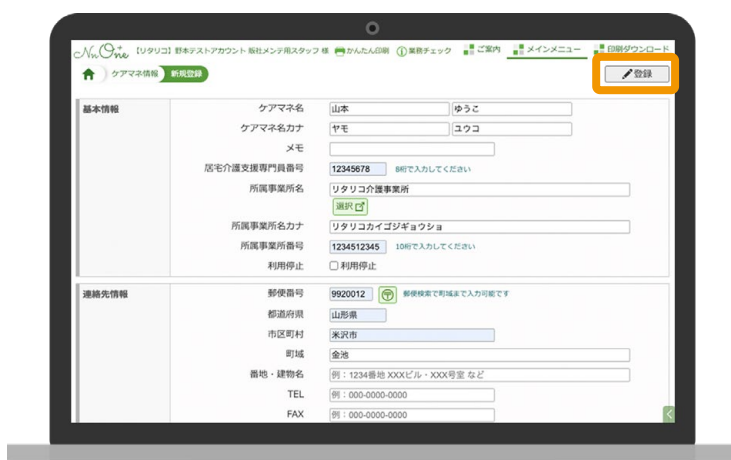 NnOne 【リタリコ】野本テストアカウント 販社メンテ用スタッフ 様 かんたん印刷 業務チェック ご案内 メインメニュー 印刷ダウンロード
ケアマネ情報 新規登録 登録
基本情報 ケアマネ名 山本 ゆうこ
ケアマネ名カナ ヤモ ユウコ
メモ
居宅介護支援専門員番号 12345678 8桁で入力してください
所属事業所名 リタリコ介護事業所
選択
所属事業所名カナ リタリコカイゴジギョウショ
所属事業所番号 1234512345 10桁で入力してください
利用停止 利用停止
連絡先情報 郵便番号 9920012 郵便検索で町域まで入力可能です
都道府県 山形県
市区町村 米沢市
町域 金池
番地・建物名 例:1234番地 XXXビル・XXX号室 など
TEL 例:000-0000-0000
FAX 例:000-0000-0000